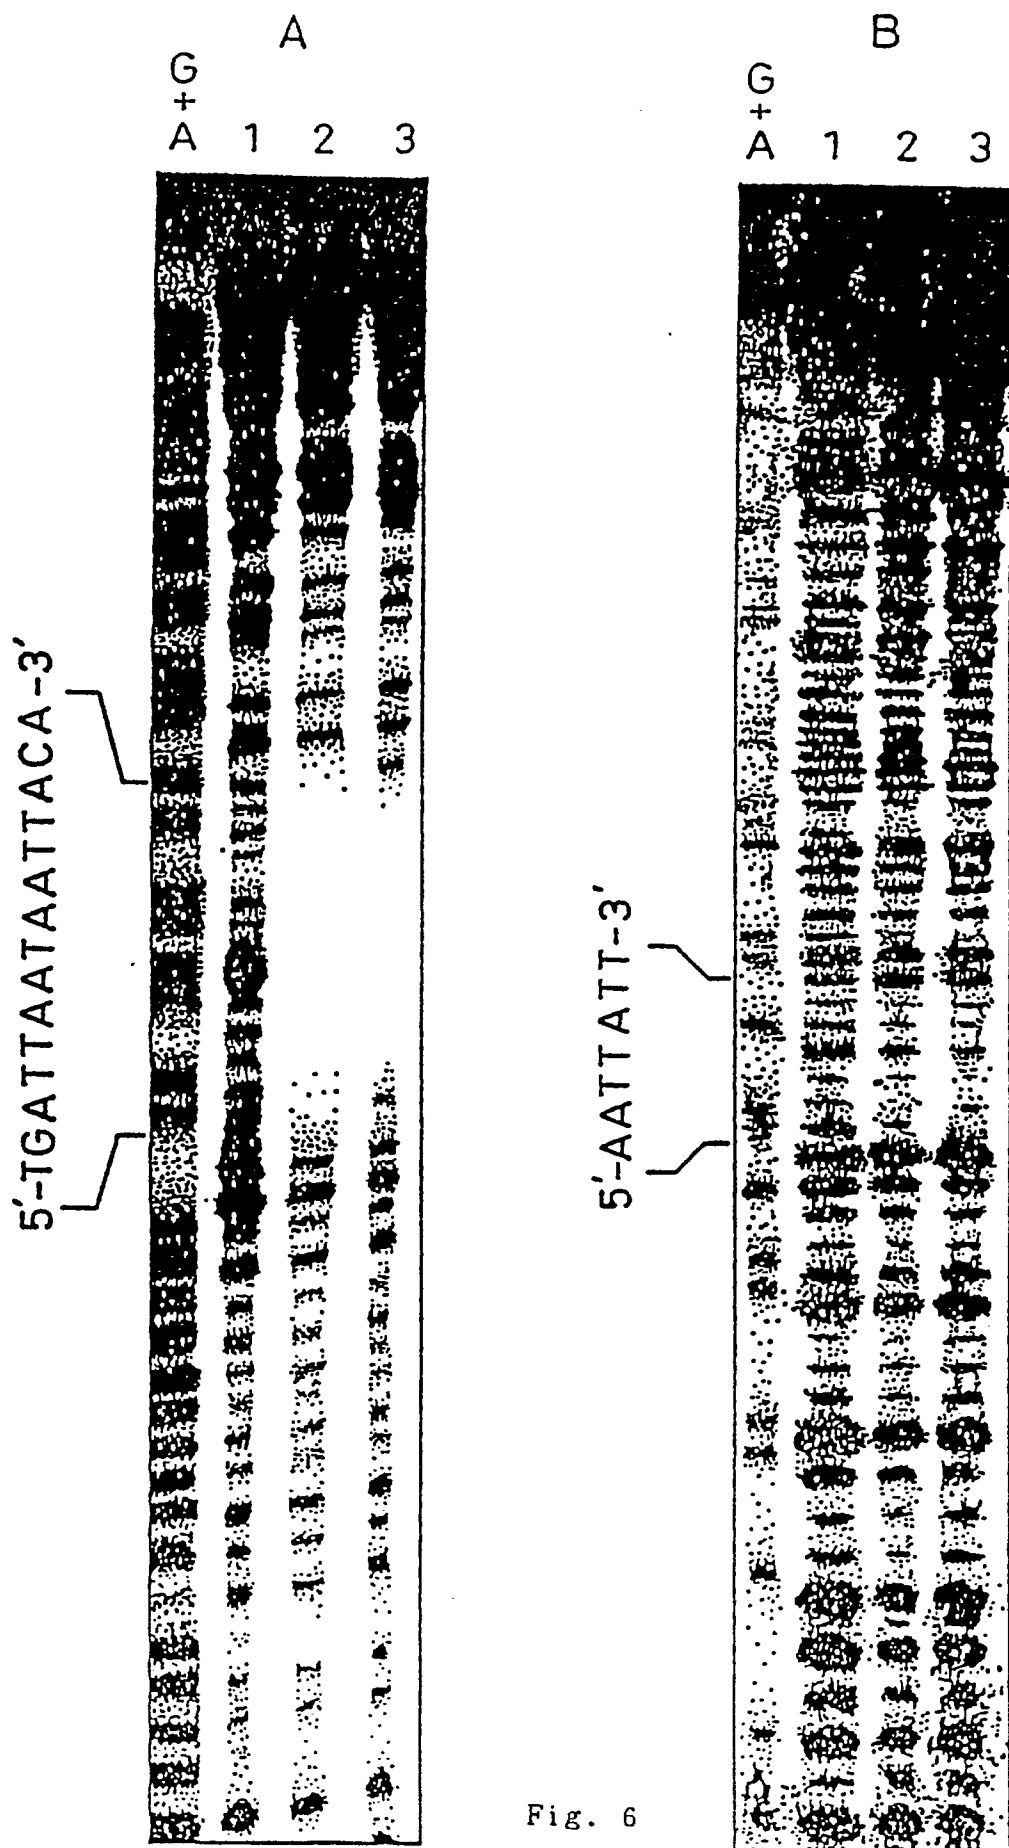 A
G
+
A 1 2 3
5'-TGATTAATAATTACA-3'
B
G
+
A 1 2 3
5'-AATTATT-3'
Fig. 6